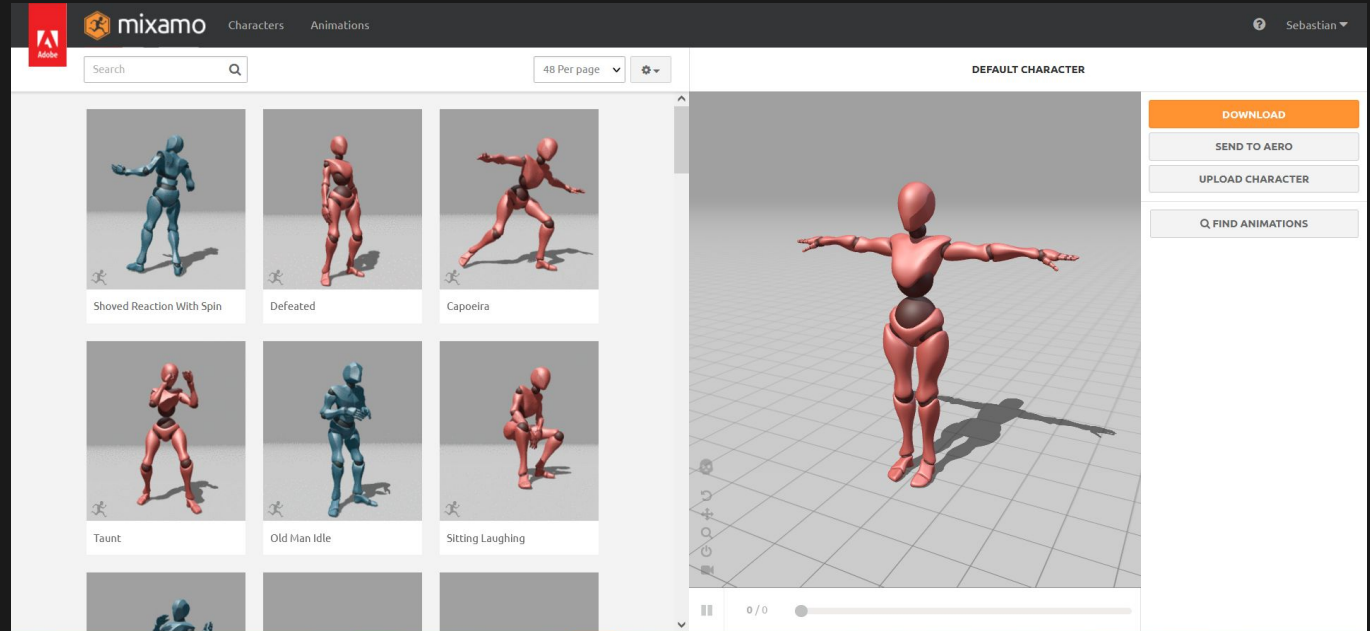 Adobe
mixamo
Characters
Animations
Sebastian
Search
48 Per page
DEFAULT CHARACTER
Shoved Reaction With Spin
Defeated
Capoeira
Taunt
Old Man Idle
Sitting Laughing
DOWNLOAD
SEND TO AERO
UPLOAD CHARACTER
FIND ANIMATIONS
0 / 0